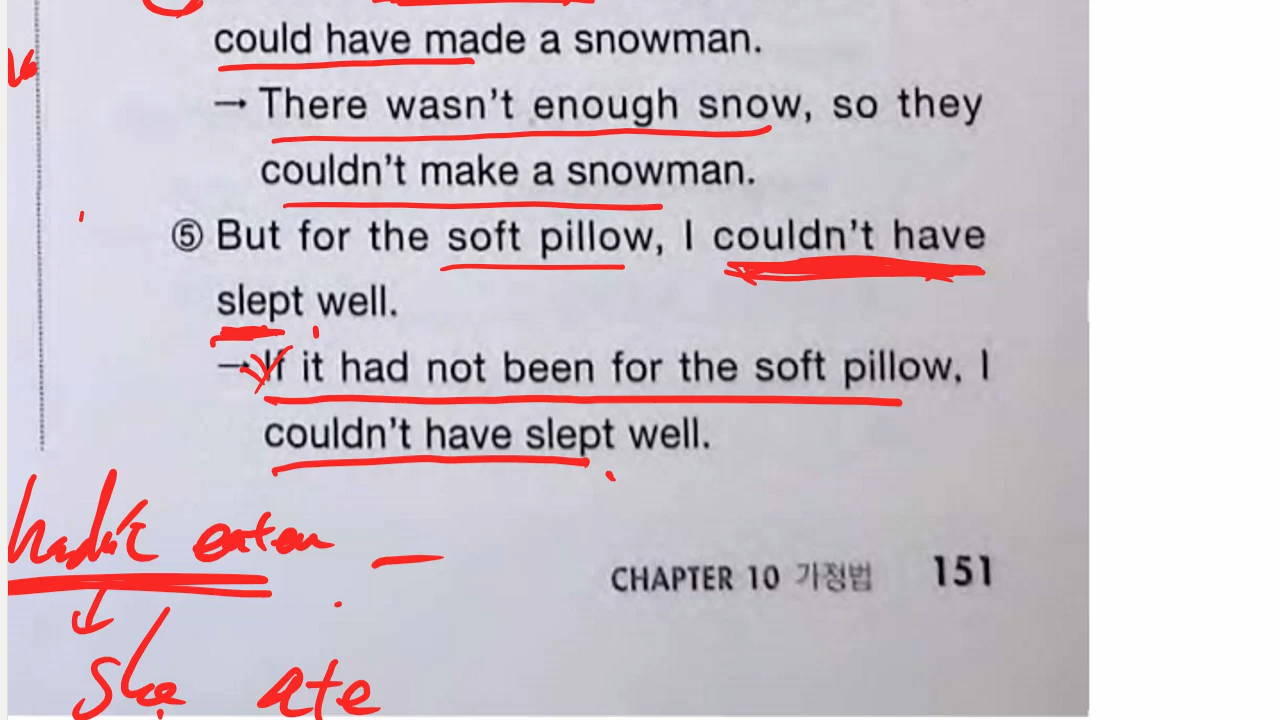 could have made a snowman.
→ There wasn't enough snow, so they
couldn't make a snowman.
⑤ But for the soft pillow, I couldn't have
slept well.
→ If it had not been for the soft pillow, I
couldn't have slept well.
hadn't eaten
CHAPTER 10 가정법 151
She ate